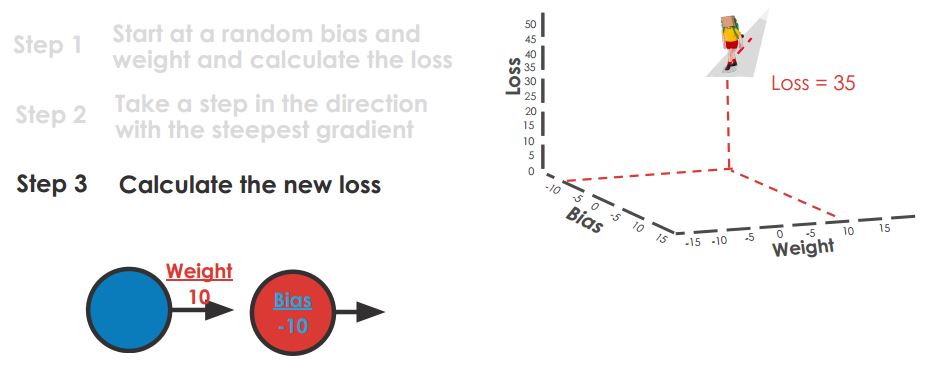 Step 1
Start at a random bias and
weight and calculate the loss
Step 2
Take a step in the direction
with the steepest gradient
Step 3
Calculate the new loss
Weight
10
Bias
-10
Loss
50
45
40
35
30
25
20
15
10
5
0
Loss = 35
-10
-5
0
-5
10
15
Bias
-15
-10
-5
0
-5
10
15
Weight